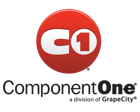 C1
ComponentOne®
a division of GrapeCity®